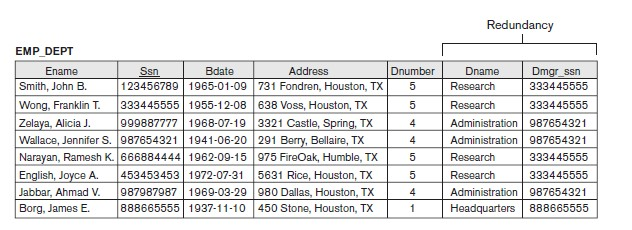 Redundancy
EMP_DEPT
Ename Ssn Bdate Address Dnumber Dname Dmgr_ssn
Smith, John B. 123456789 1965-01-09 731 Fondren, Houston, TX 5 Research 333445555
Wong, Franklin T. 333445555 1955-12-08 638 Voss, Houston, TX 5 Research 333445555
Zelaya, Alicia J. 999887777 1968-07-19 3321 Castle, Spring, TX 4 Administration 987654321
Wallace, Jennifer S. 987654321 1941-06-20 291 Berry, Bellaire, TX 4 Administration 987654321
Narayan, Ramesh K. 666884444 1962-09-15 975 FireOak, Humble, TX 5 Research 333445555
English, Joyce A. 453453453 1972-07-31 5631 Rice, Houston, TX 5 Research 333445555
Jabbar, Ahmad V. 987987987 1969-03-29 980 Dallas, Houston, TX 4 Administration 987654321
Borg, James E. 888665555 1937-11-10 450 Stone, Houston, TX 1 Headquarters 888665555